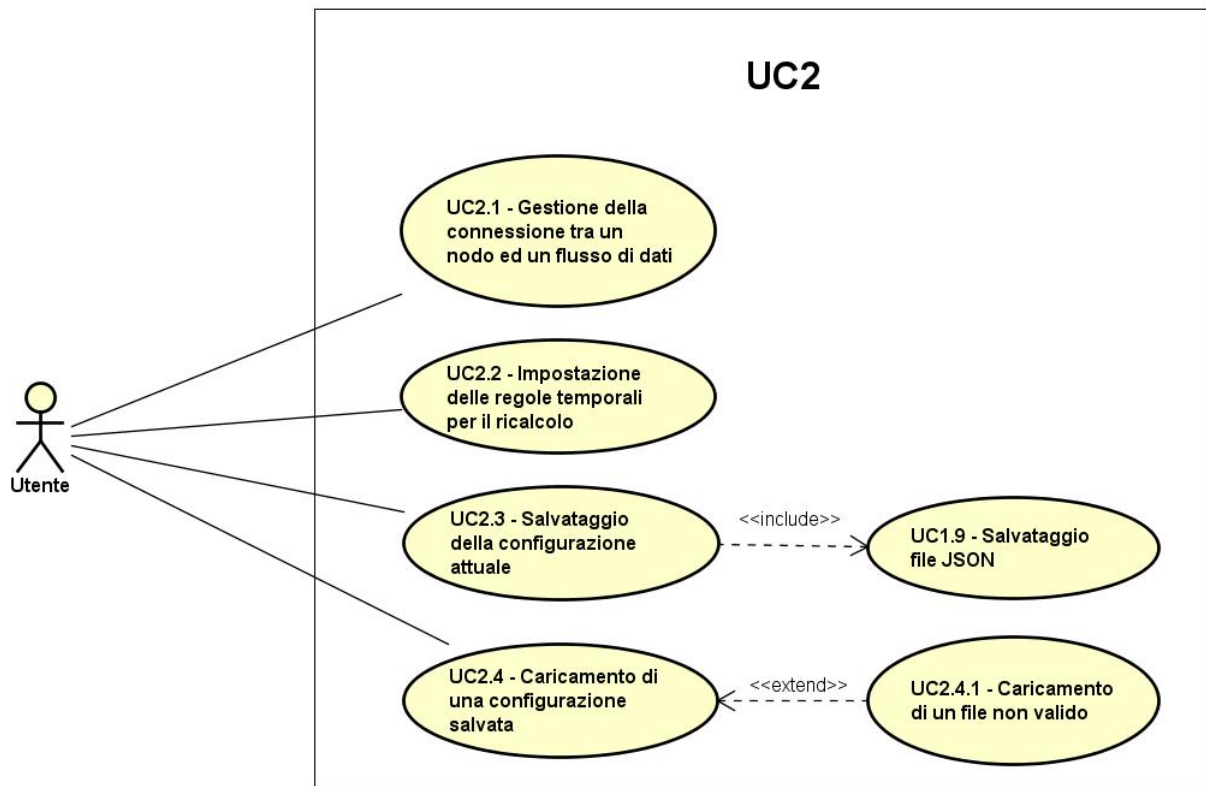 UC2
UC2.1 - Gestione della
connessione tra un
nodo ed un flusso di dati
UC2.2 - Impostazione
delle regole temporali
per il ricalcolo
Utente
UC2.3 - Salvataggio
della configurazione
attuale
<<include>>
UC1.9 - Salvataggio
file JSON
UC2.4 - Caricamento di
una configurazione
salvata
<<extend>>
UC2.4.1 - Caricamento
di un file non valido